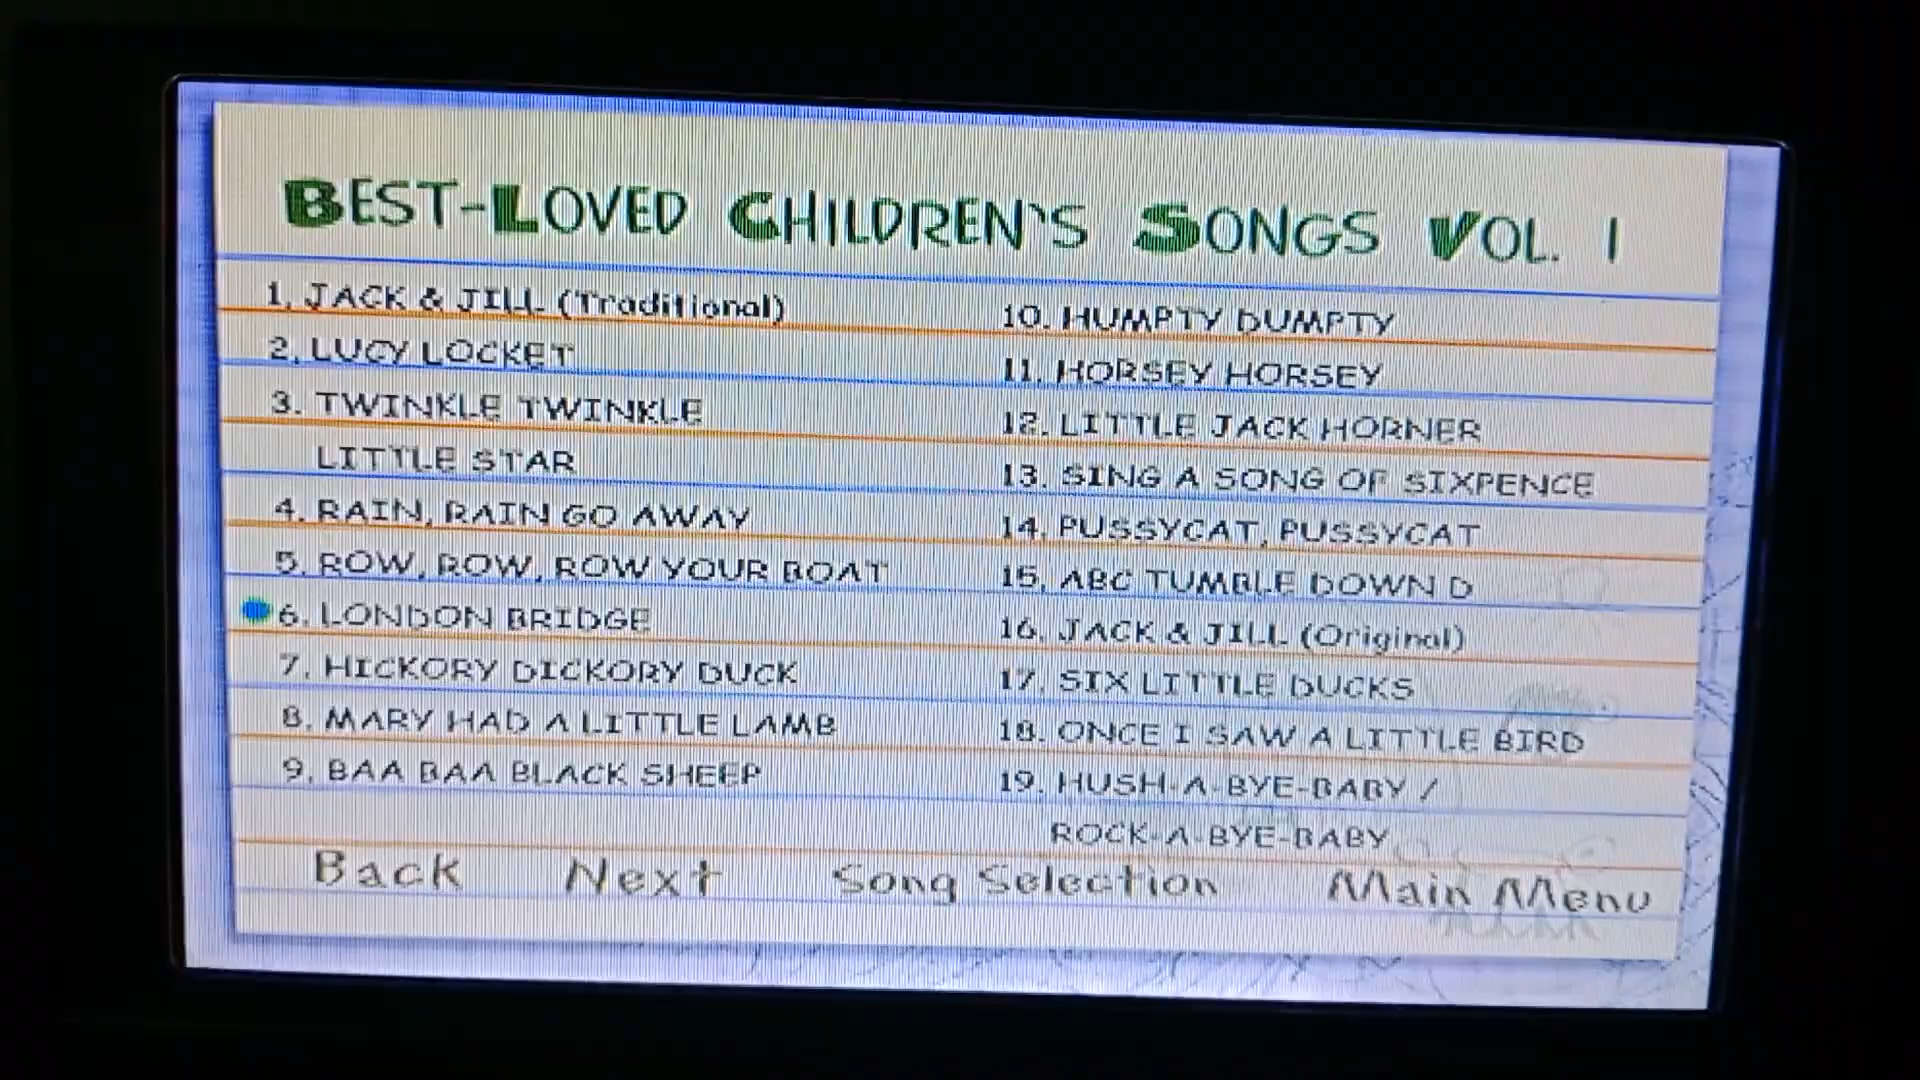 BEST-LOVED CHILDREN'S SONGS VOL. 1
1. JACK & JILL (Traditional)
2. LUCY LOCKET
3. TWINKLE TWINKLE
LITTLE STAR
4. RAIN, RAIN GO AWAY
5. ROW, ROW, ROW YOUR BOAT
6. LONDON BRIDGE
7. HICKORY DICKORY DUCK
8. MARY HAD A LITTLE LAMB
9. BAA BAA BLACK SHEEP
10. HUMPTY DUMPTY
11. HORSEY HORSEY
12. LITTLE JACK HORNER
13. SING A SONG OF SIXPENCE
14. PUSSYCAT, PUSSYCAT
15. ABC TUMBLE DOWN D
16. JACK & JILL (Original)
17. SIX LITTLE DUCKS
18. ONCE I SAW A LITTLE BIRD
19. HUSH-A-BYE-BABY /
ROCK-A-BYE-BABY
Back Next Song Selection Main Menu